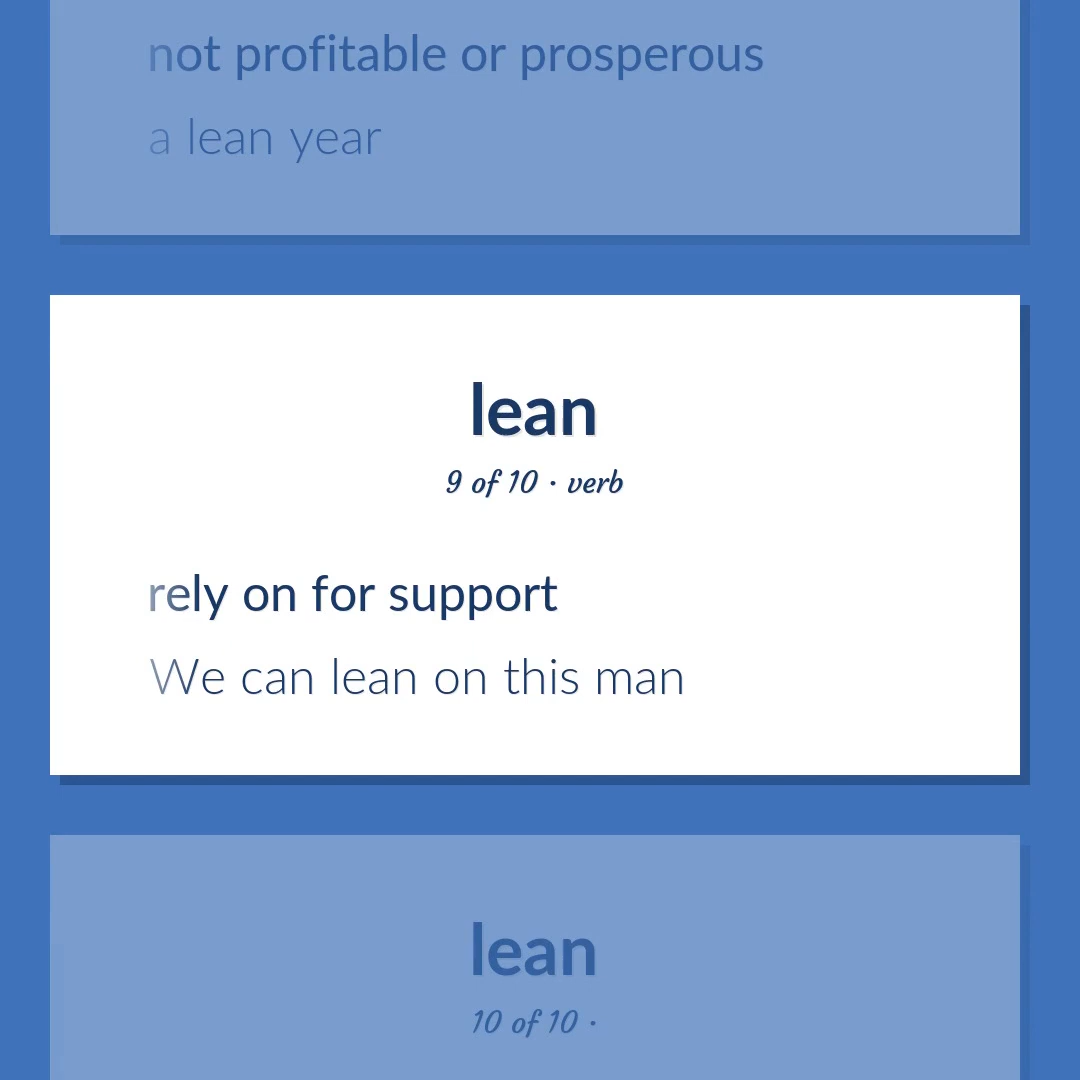 not profitable or prosperous
a lean year
lean
9 of 10 · verb
rely on for support
We can lean on this man
lean
10 of 10 ·